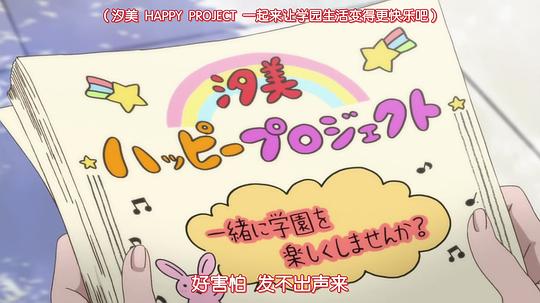 （汐美 HAPPY PROJECT 一起来让学园生活变得更快乐吧）
汐美
ハッピープロジェクト
一緒に学園を
楽しくしませんか?
好害怕 发不出声来